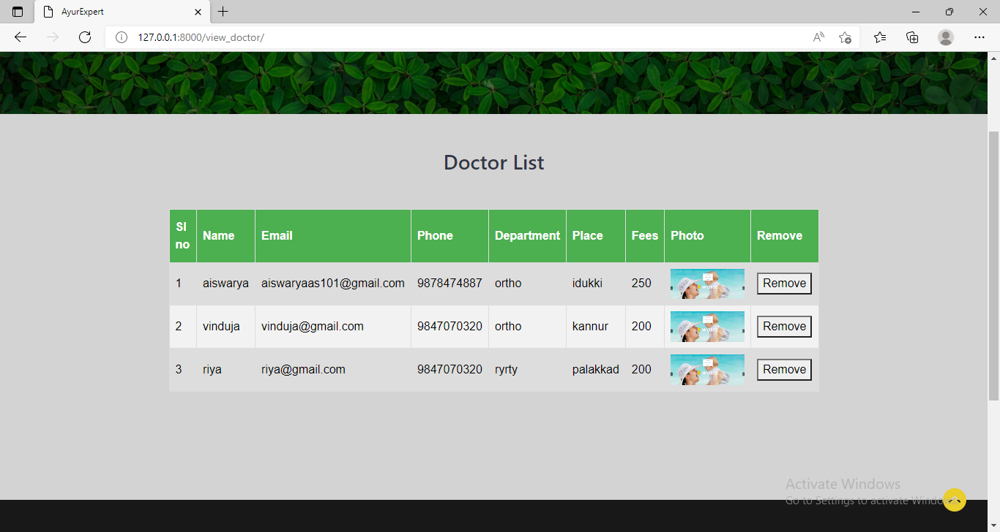 AyurExpert
127.0.0.1:8000/view_doctor/
Doctor List
Sl no Name Email Phone Department Place Fees Photo Remove
1 aiswarya aiswaryaas101@gmail.com 9878474887 ortho idukki 250 Remove
2 vinduja vinduja@gmail.com 9847070320 ortho kannur 200 Remove
3 riya riya@gmail.com 9847070320 ryrty palakkad 200 Remove
Activate Windows
Go to Settings to activate Windows.